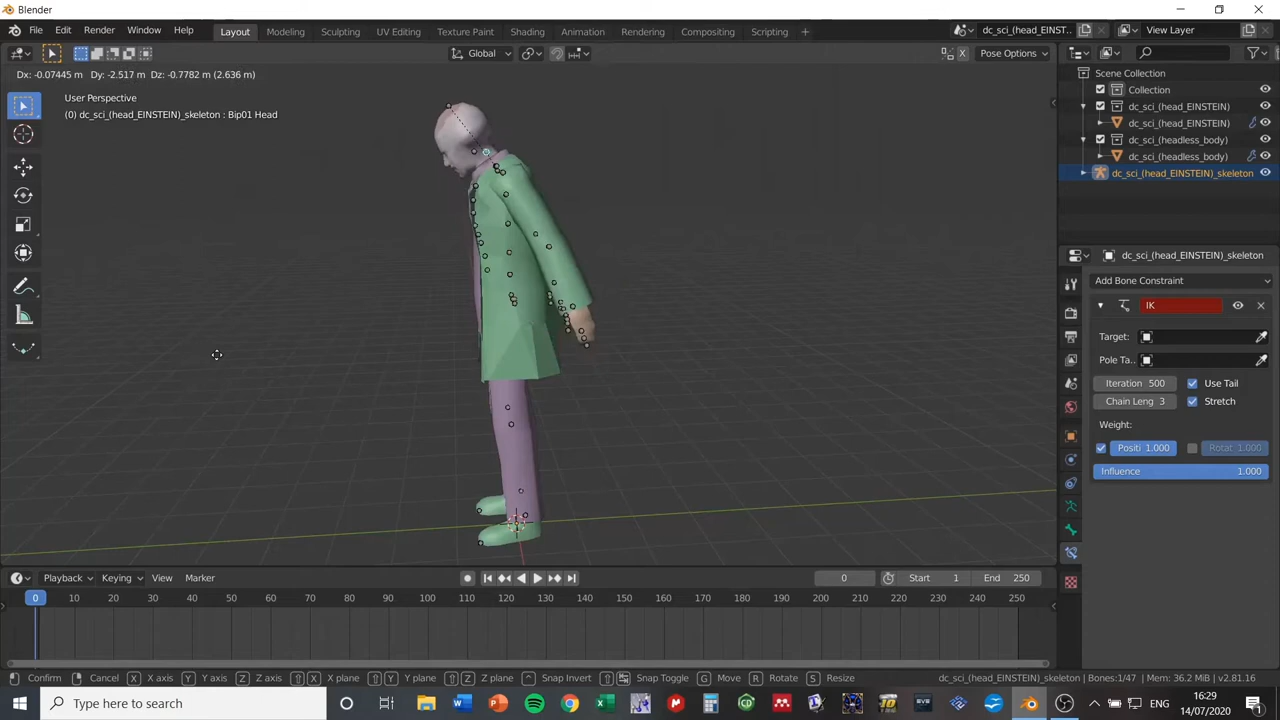 Blender
File Edit Render Window Help
Layout Modeling Sculpting UV Editing Texture Paint Shading Animation Rendering Compositing Scripting +
dc_sci_(head_EINST... View Layer
Global X Pose Options
Dx: -0.07445 m Dy: -2.517 m Dz: -0.7782 m (2.636 m)
User Perspective
(0) dc_sci_(head_EINSTEIN)_skeleton : Bip01 Head
Scene Collection
Collection
dc_sci_(head_EINSTEIN)
dc_sci_(head_EINSTEIN)
dc_sci_(headless_body)
dc_sci_(headless_body)
dc_sci_(head_EINSTEIN)_skeleton
dc_sci_(head_EINSTEIN)_skeleton
Add Bone Constraint
IK
Target:
Pole Ta..
Iteration 500 Use Tail
Chain Leng 3 Stretch
Weight:
Positi 1.000 Rotat 1.000
Influence 1.000
Playback Keying View Marker 0 Start 1 End 250
0 10 20 30 40 50 60 70 80 90 100 110 120 130 140 150 160 170 180 190 200 210 220 230 240 250
Confirm Cancel X X axis Y Y axis Z Z axis X X plane Y Y plane Z Z plane Snap Invert Snap Toggle G Move R Rotate S Resize dc_sci_(head_EINSTEIN)_skeleton | Bones:1/47 | Mem: 36.2 MiB | v2.81.16
Type here to search
ENG
16:29
14/07/2020